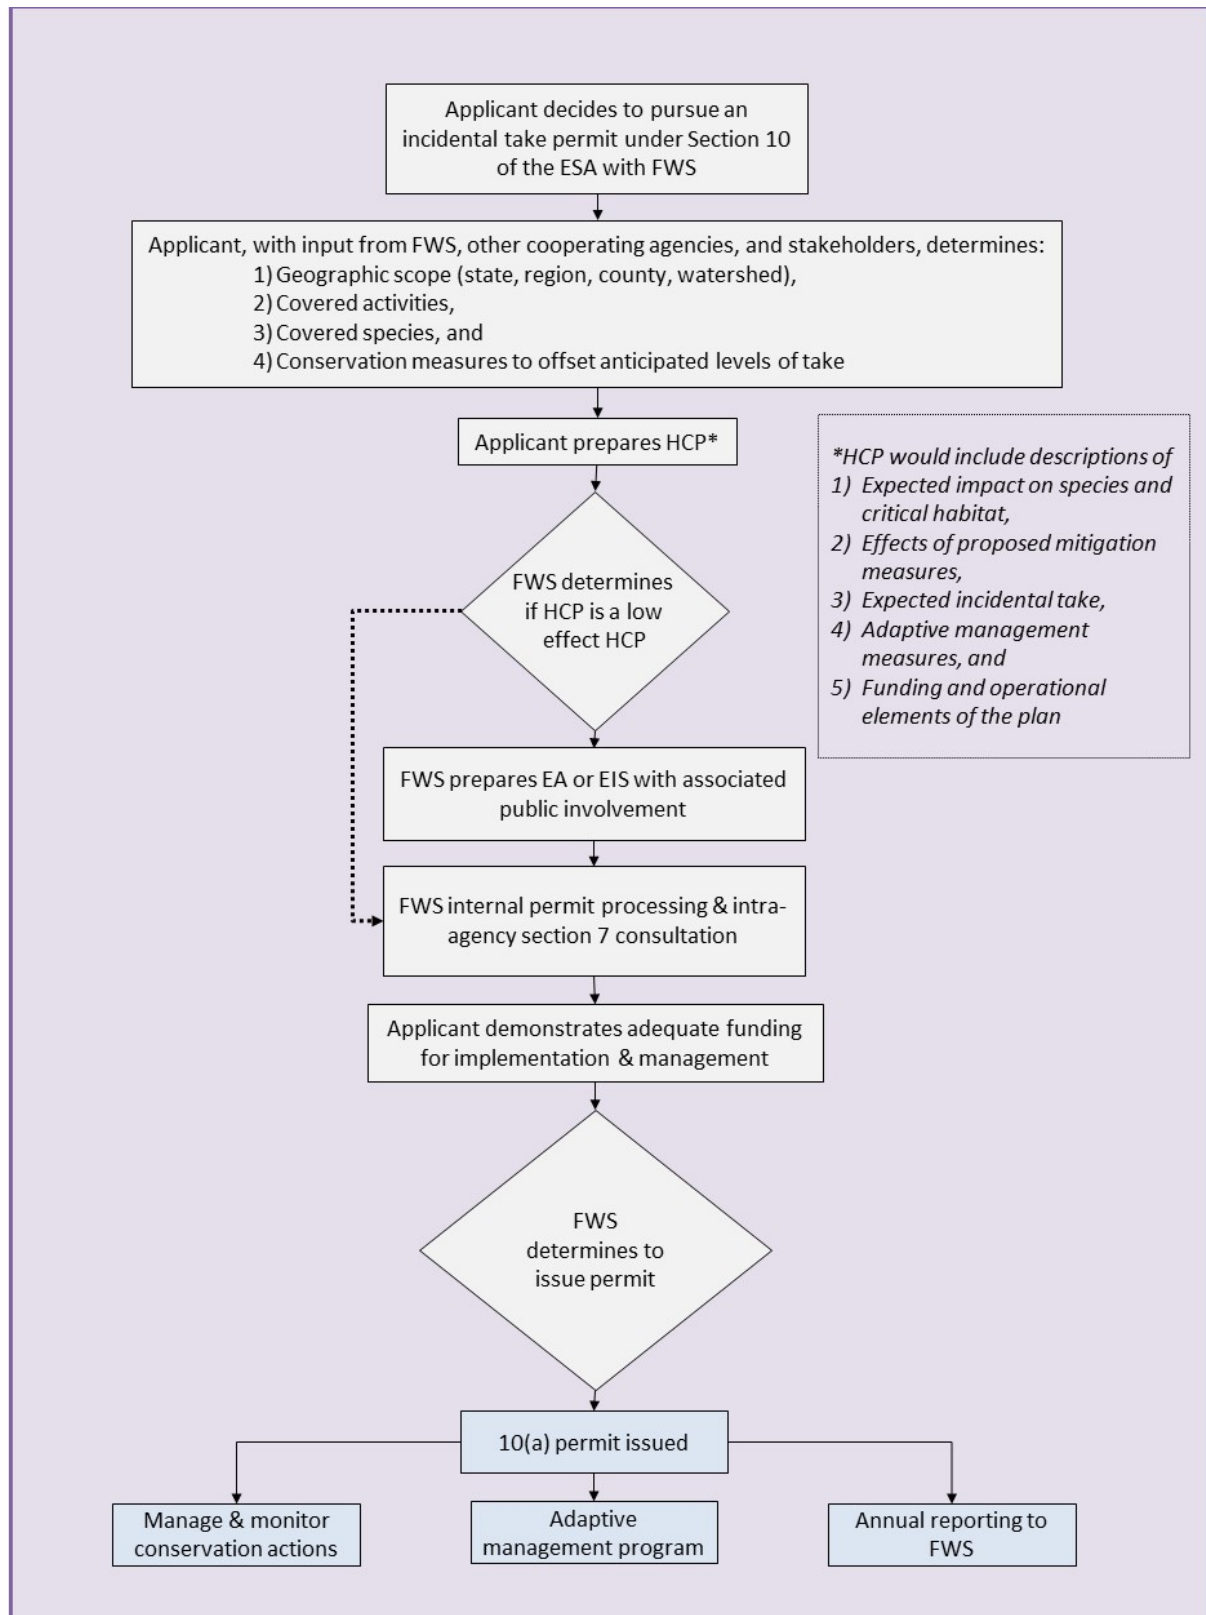 Applicant decides to pursue an
incidental take permit under Section 10
of the ESA with FWS
Applicant, with input from FWS, other cooperating agencies, and stakeholders, determines:
1) Geographic scope (state, region, county, watershed),
2) Covered activities,
3) Covered species, and
4) Conservation measures to offset anticipated levels of take
Applicant prepares HCP*
*HCP would include descriptions of
1) Expected impact on species and
critical habitat,
2) Effects of proposed mitigation
measures,
3) Expected incidental take,
4) Adaptive management
measures, and
5) Funding and operational
elements of the plan
FWS determines
if HCP is a low
effect HCP
FWS prepares EA or EIS with associated
public involvement
FWS internal permit processing & intra-
agency section 7 consultation
Applicant demonstrates adequate funding
for implementation & management
FWS
determines to
issue permit
10(a) permit issued
Manage & monitor
conservation actions
Adaptive
management program
Annual reporting to
FWS